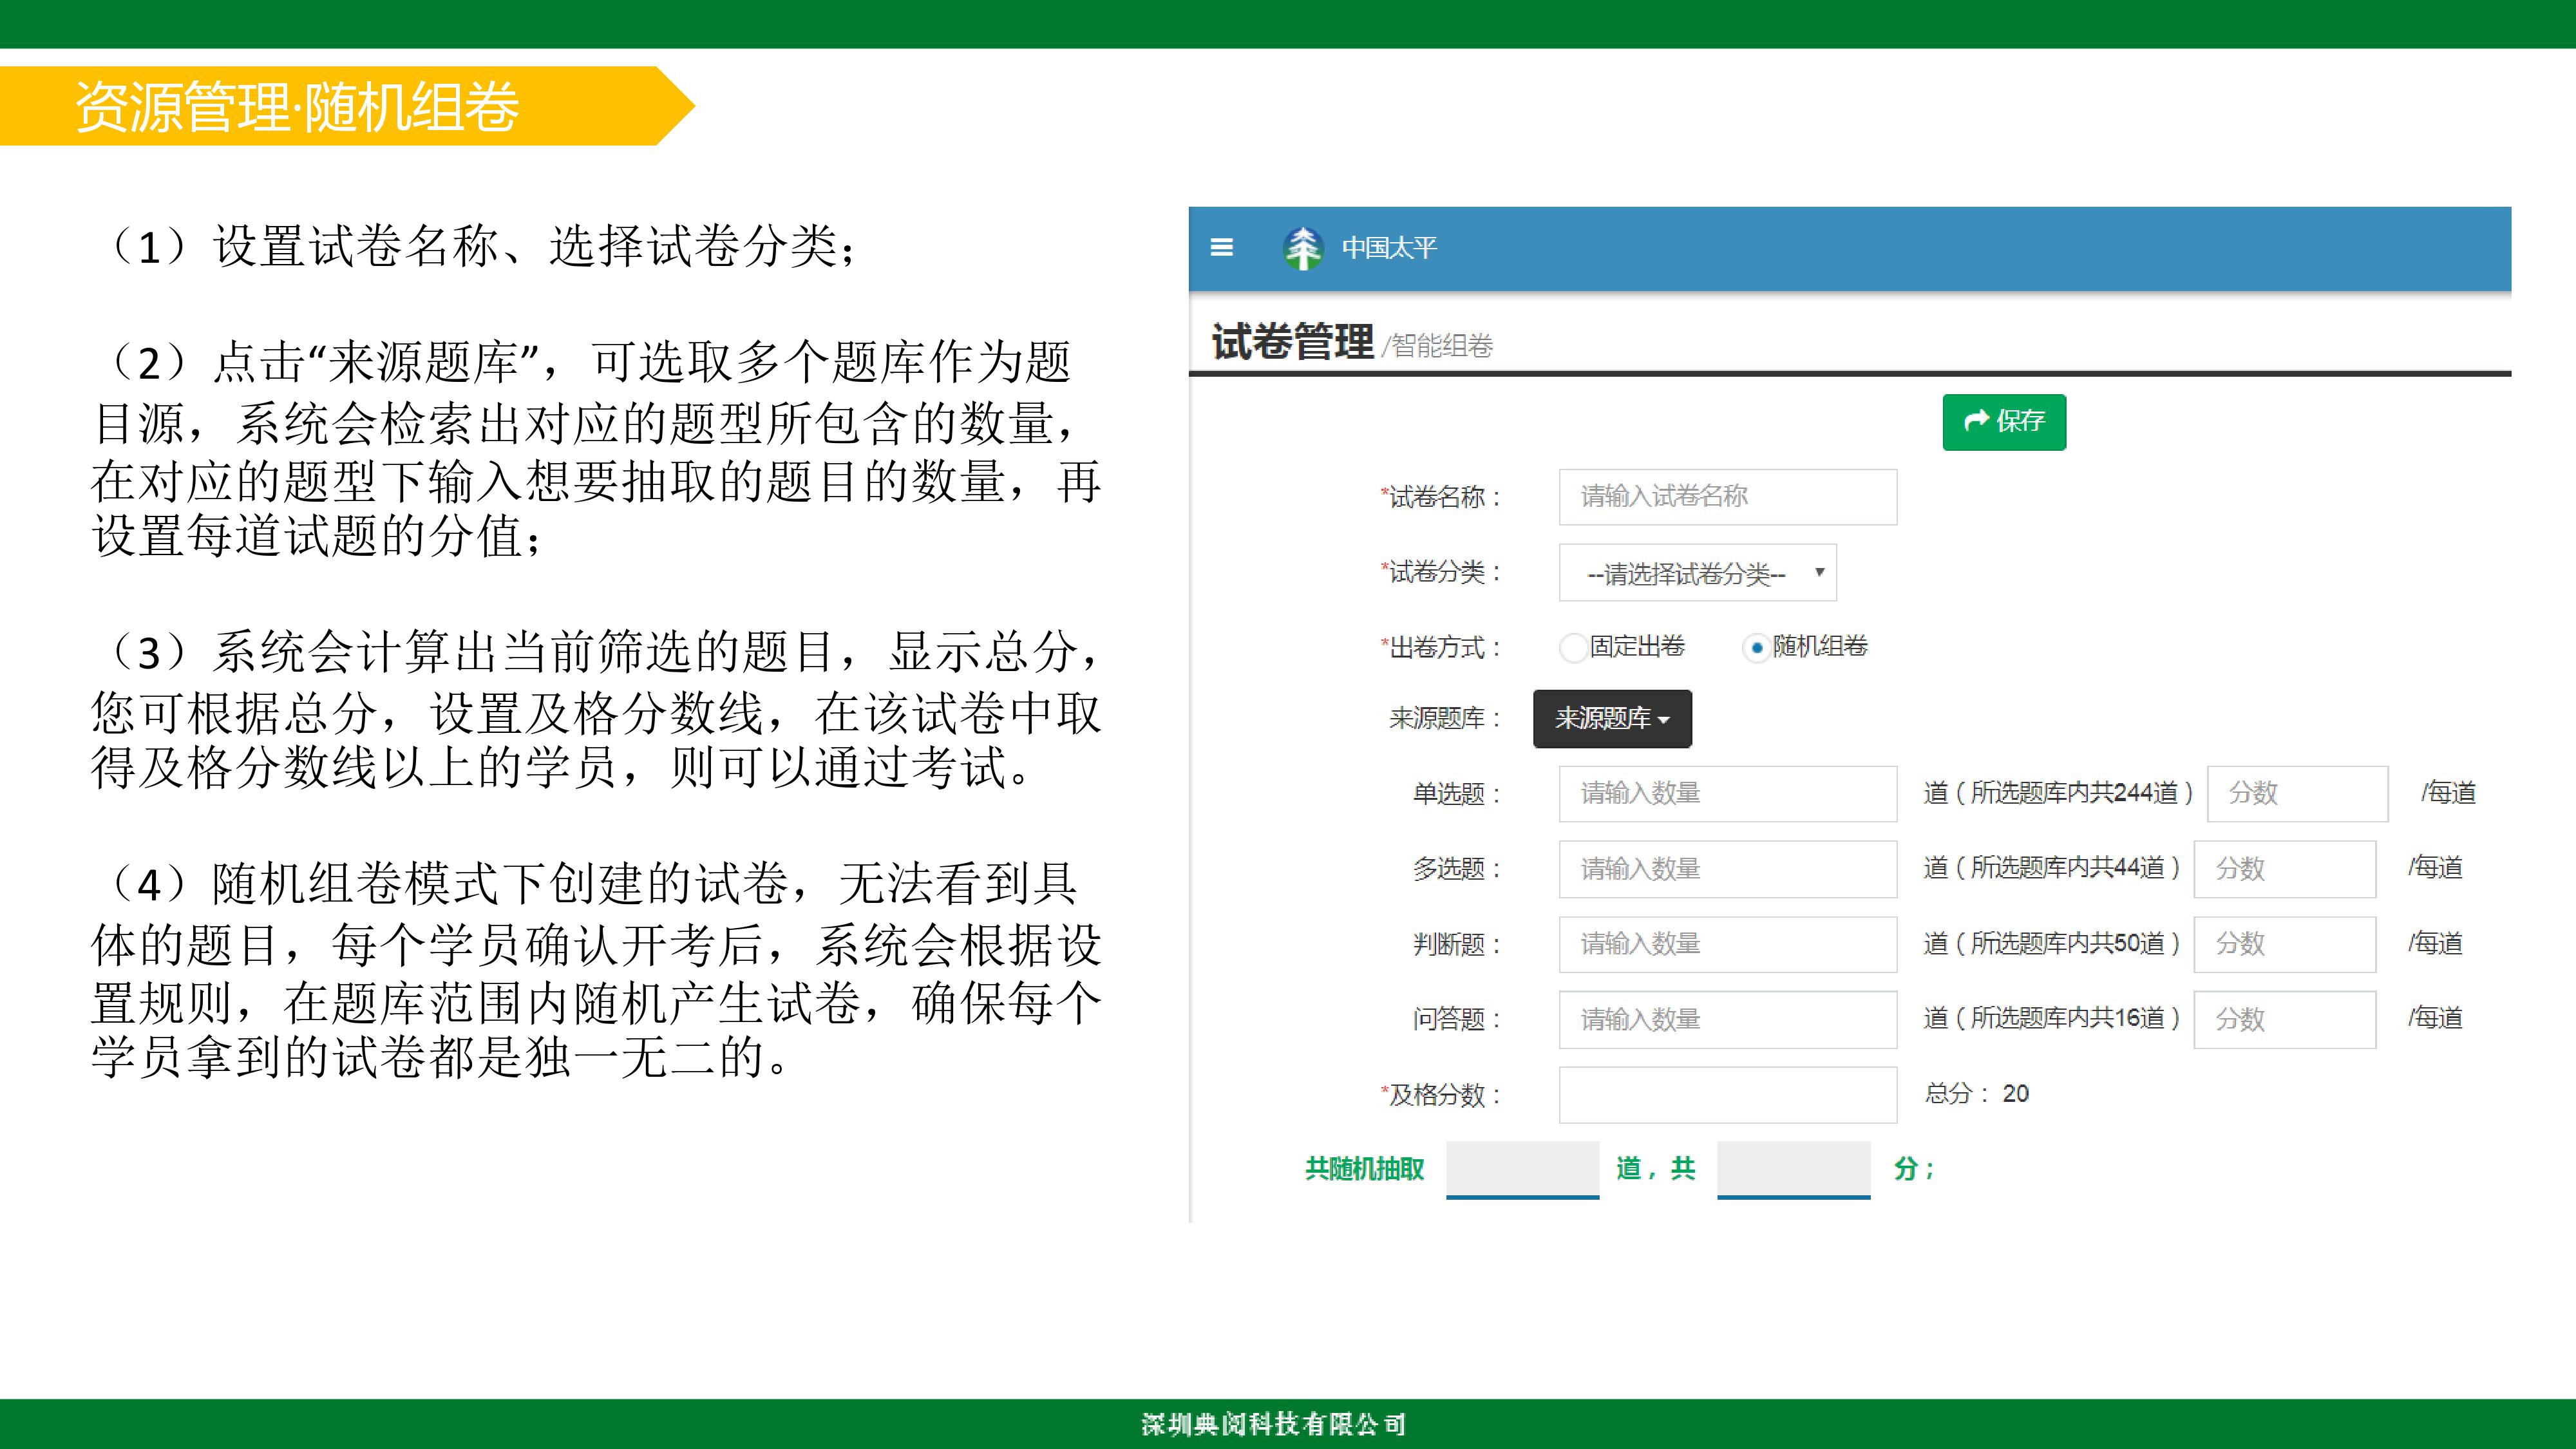 资源管理·随机组卷
（1）设置试卷名称、选择试卷分类；
（2）点击“来源题库”，可选取多个题库作为题
目源，系统会检索出对应的题型所包含的数量，
在对应的题型下输入想要抽取的题目的数量，再
设置每道试题的分值；
（3）系统会计算出当前筛选的题目，显示总分，
您可根据总分，设置及格分数线，在该试卷中取
得及格分数线以上的学员，则可以通过考试。
（4）随机组卷模式下创建的试卷，无法看到具
体的题目，每个学员确认开考后，系统会根据设
置规则，在题库范围内随机产生试卷，确保每个
学员拿到的试卷都是独一无二的。
中国太平
试卷管理 /智能组卷
保存
*试卷名称： 请输入试卷名称
*试卷分类： --请选择试卷分类--
*出卷方式： 固定出卷 随机组卷
来源题库： 来源题库
单选题： 请输入数量 道（所选题库内共244道） 分数 /每道
多选题： 请输入数量 道（所选题库内共44道） 分数 /每道
判断题： 请输入数量 道（所选题库内共50道） 分数 /每道
问答题： 请输入数量 道（所选题库内共16道） 分数 /每道
*及格分数： 总分： 20
共随机抽取 道，共 分；
深圳典阅科技有限公司